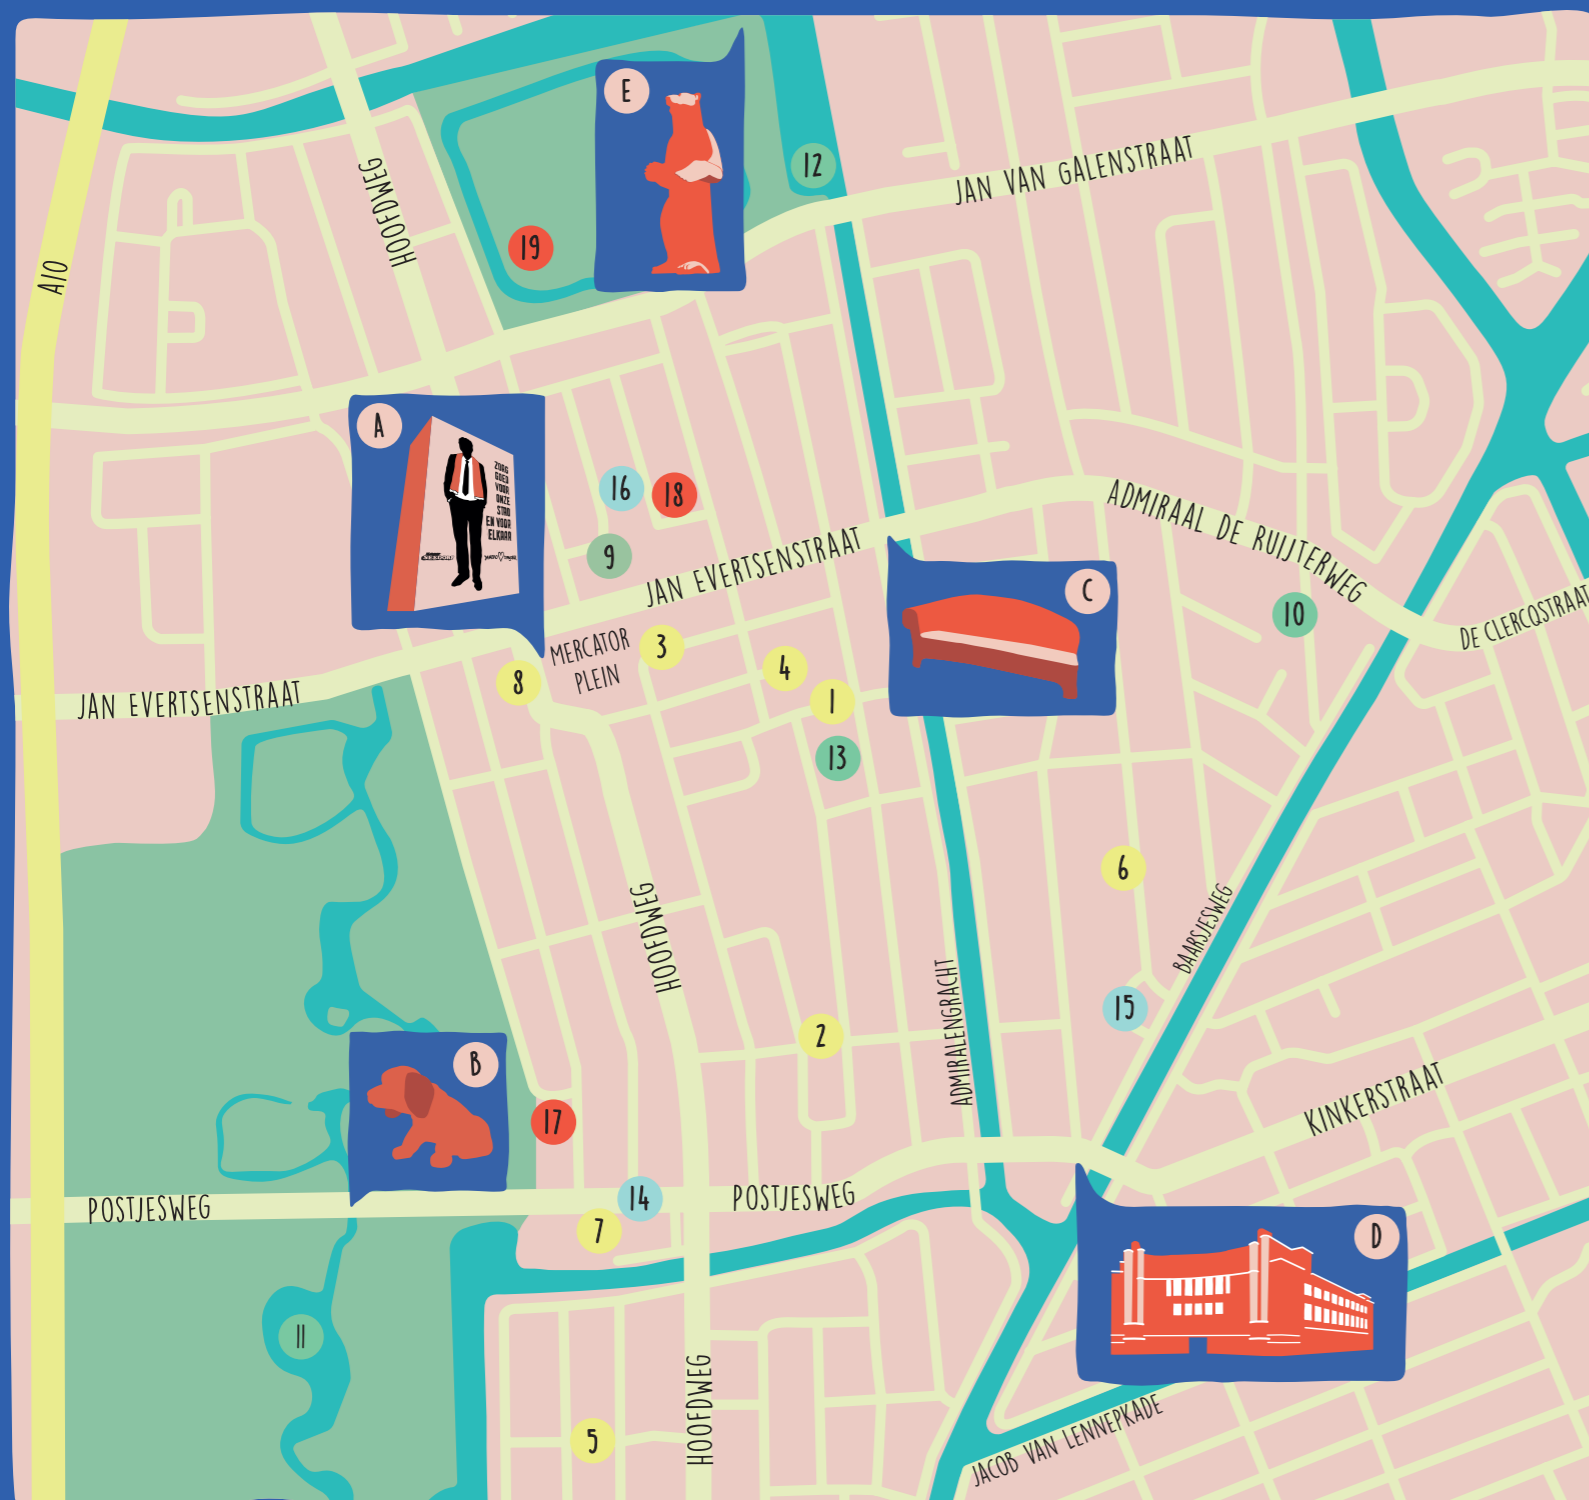 E
12
JAN VAN GALENSTRAAT
HOOFDWEG
19
A10
A
ZORG
GOED
VOOR
ONZE
STAD
EN VOOR
ELKAAR
16
18
9
JAN EVERTSENSTRAAT
ADMIRAAL DE RUIJTERWEG
C
10
DE CLERCQSTRAAT
MERCATOR
PLEIN
3
4
8
1
JAN EVERTSENSTRAAT
13
6
HOOFDWEG
BAARSJESWEG
ADMIRALENGRACHT
15
2
B
17
KINKERSTRAAT
14
POSTJESWEG
POSTJESWEG
7
D
11
HOOFDWEG
5
JACOB VAN LENNEPKADE